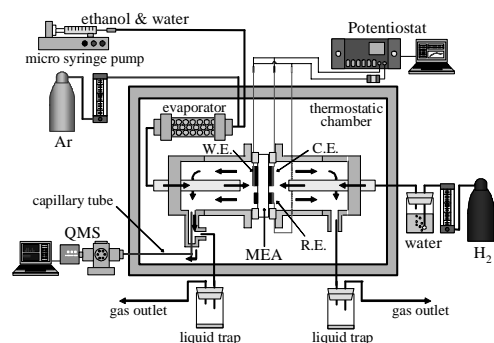 ethanol & water
Potentiostat
micro syringe pump
evaporator
thermostatic
chamber
Ar
W.E.
C.E.
capillary tube
QMS
MEA
R.E.
water
H2
gas outlet
gas outlet
liquid trap
liquid trap